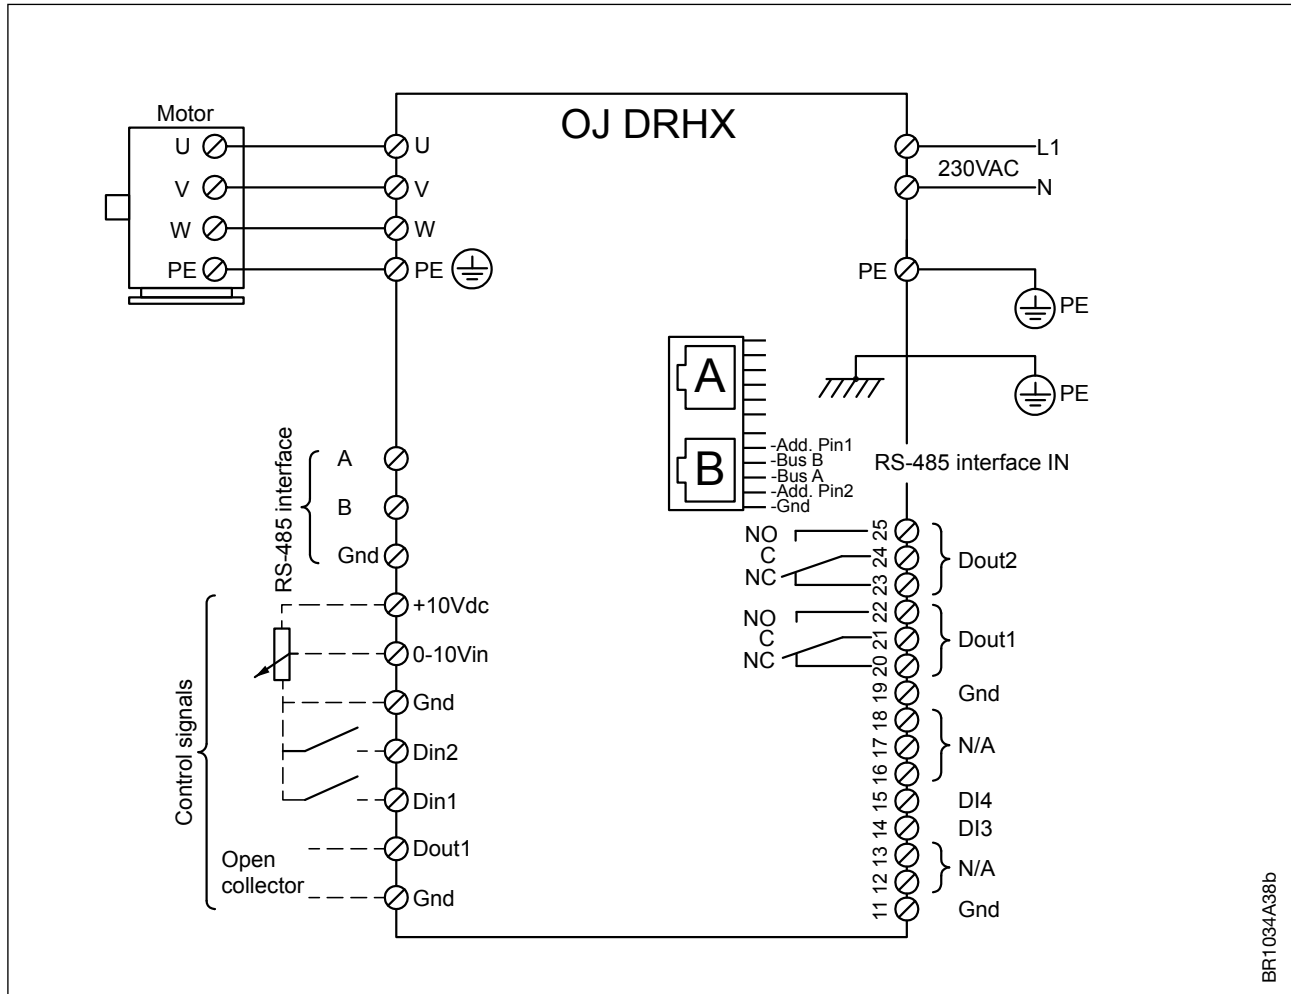 OJ DRHX
Motor
U
V
W
PE
U
V
W
PE
L1
230VAC
N
PE
PE
PE
A
B
-Add. Pin1
-Bus B
-Bus A
-Add. Pin2
-Gnd
RS-485 interface IN
RS-485 interface
A
B
Gnd
Control signals
+10Vdc
0-10Vin
Gnd
Din2
Din1
Dout1
Gnd
Open
collector
NO
C
NC
25
24
23
Dout2
NO
C
NC
22
21
20
Dout1
19
Gnd
18
17
16
N/A
15
DI4
14
DI3
13
12
N/A
11
Gnd
BR1034A38b